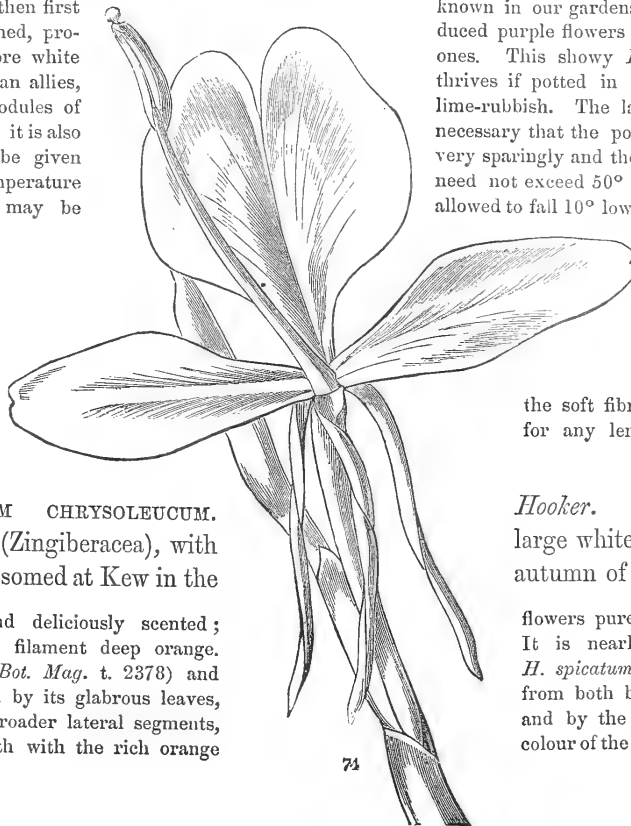 then first
ned, pro-
ore white
an allies,
odules of
it is also
be given
nperature
may be
known in our gardens
duced purple flowers
ones. This showy
thrives if potted in
lime-rubbish. The la
necessary that the po
very sparingly and the
need not exceed 50°
allowed to fall 10° low
the soft fibr
for any len
M CHRYSOLEUCUM.
(Zingiberacea), with
somed at Kew in the
nd deliciously scented;
filament deep orange.
Bot. Mag. t. 2378) and
by its glabrous leaves,
roader lateral segments,
th with the rich orange
Hooker.
large white
autumn of
flowers pure
It is nearl
H. spicatum
from both b
and by the
colour of the
74